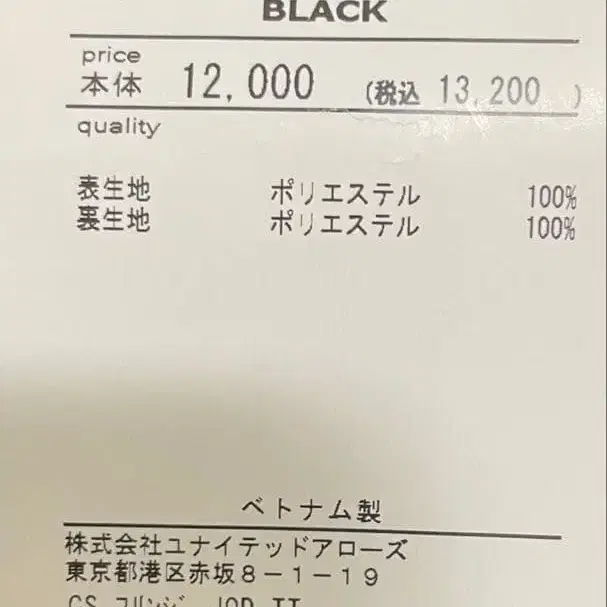 BLACK
price
本体 12,000 (税込 13,200 )
quality
表生地 ポリエステル 100%
裏生地 ポリエステル 100%
ベトナム製
株式会社ユナイテッドアローズ
東京都港区赤坂8-1-19
CS